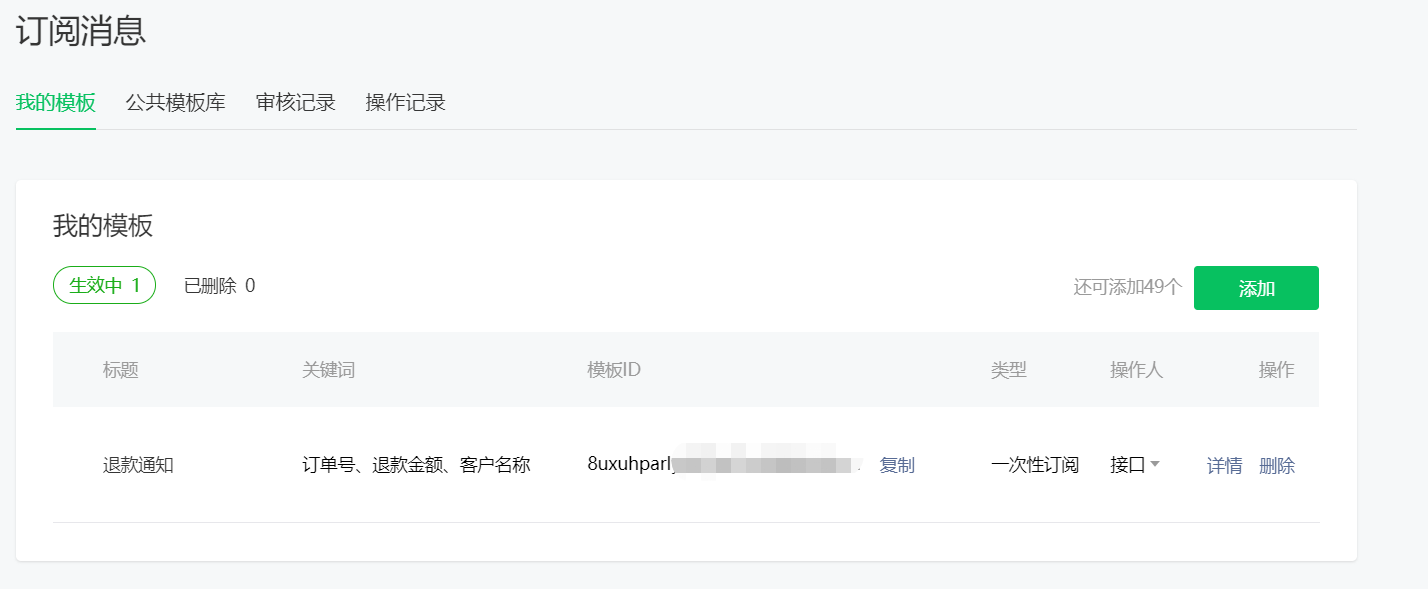 订阅消息
我的模板 公共模板库 审核记录 操作记录
我的模板
生效中 1 已删除 0 还可添加49个 添加
标题 关键词 模板ID 类型 操作人 操作
退款通知 订单号、退款金额、客户名称 8uxuhparl 复制 一次性订阅 接口 详情 删除